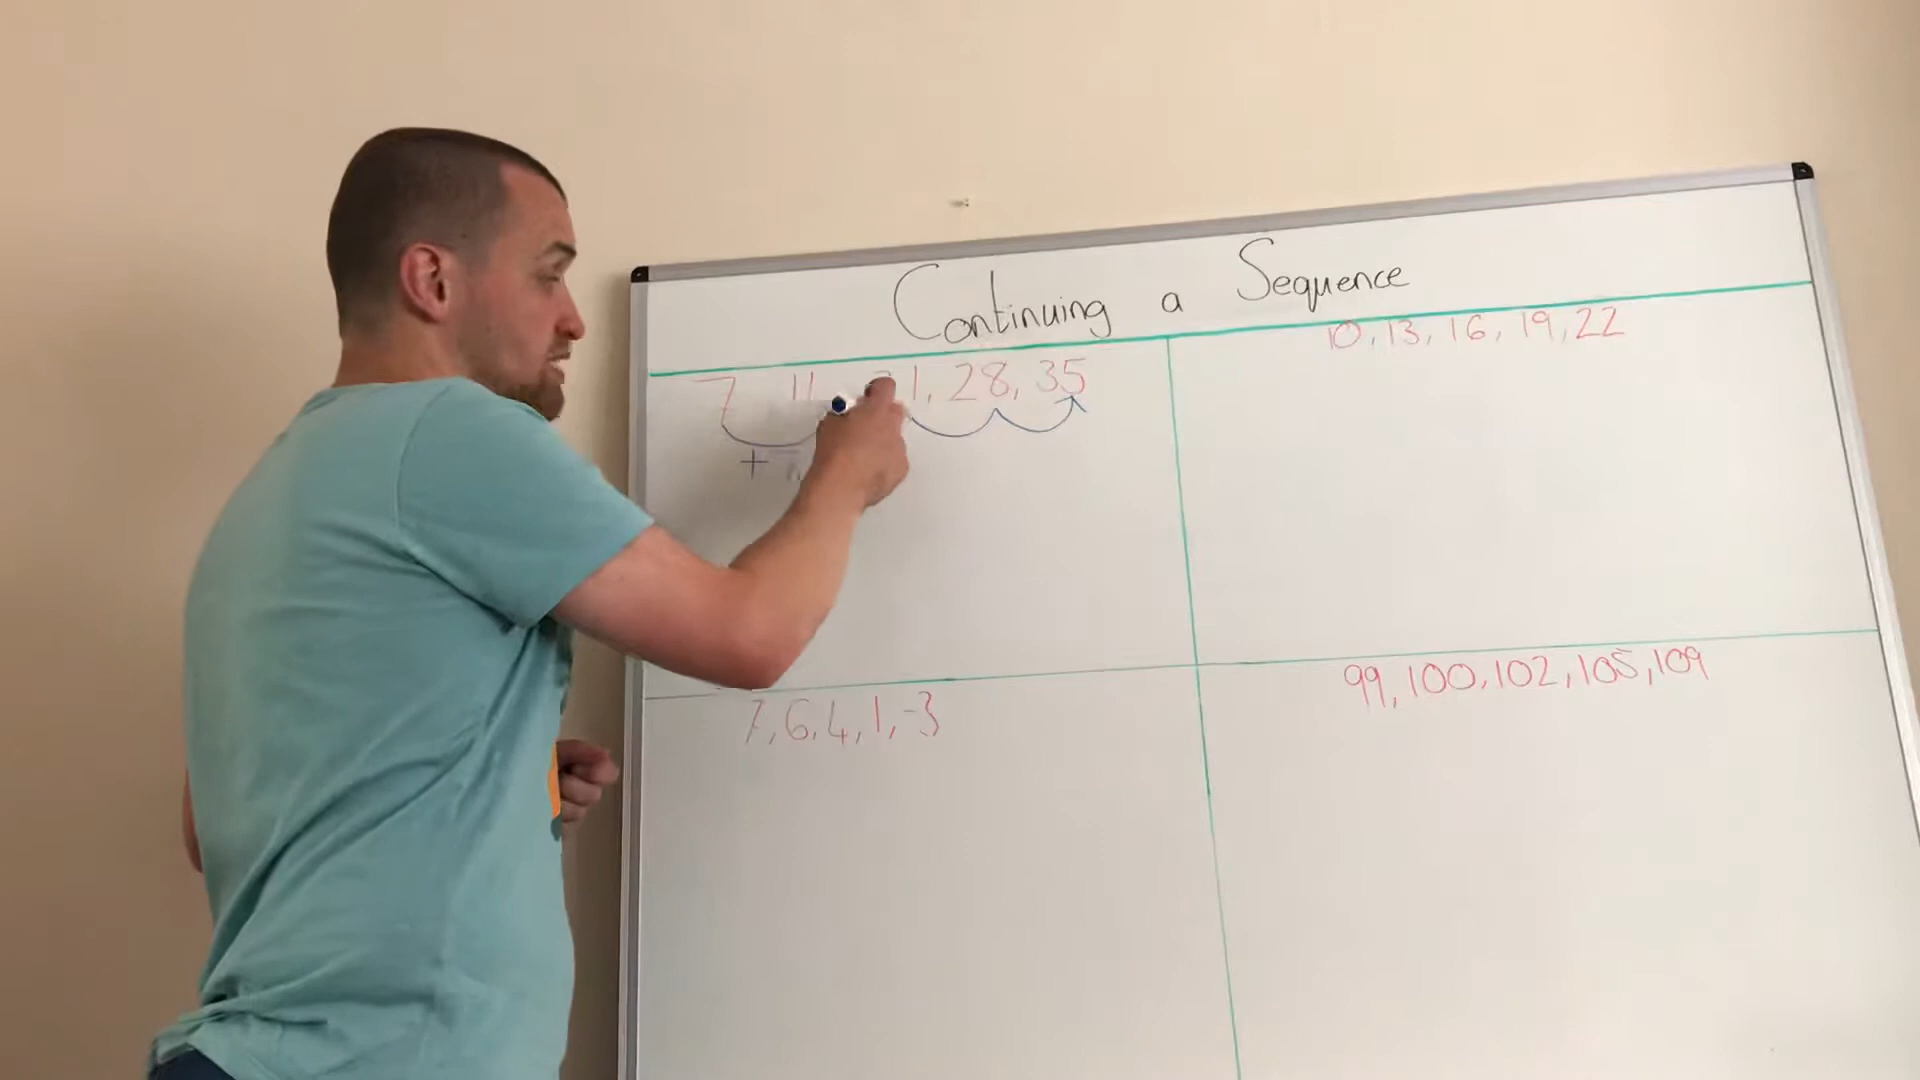 Continuing a Sequence
7 1, 28, 35
+
10, 13, 16, 19, 22
7, 6, 4, 1, -3
99, 100, 102, 105, 109